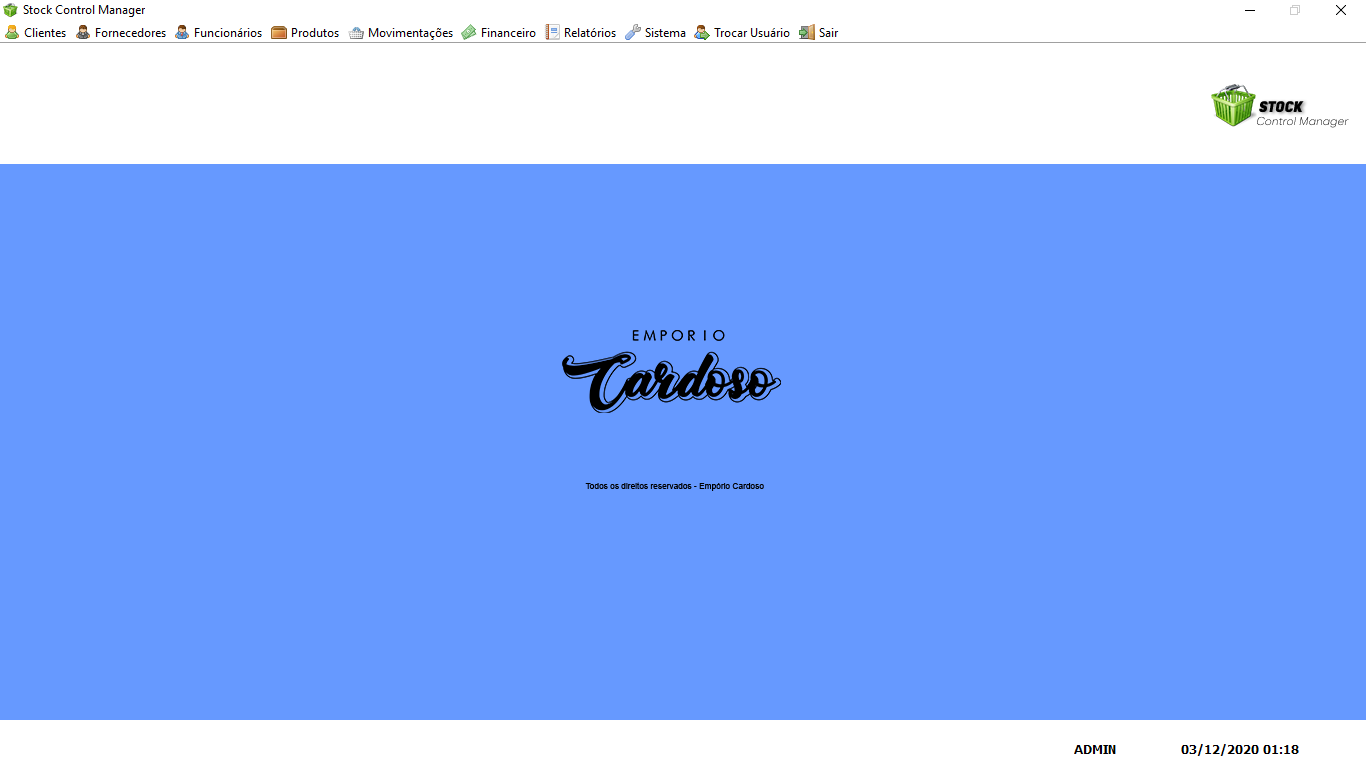 Stock Control Manager
Clientes Fornecedores Funcionários Produtos Movimentações Financeiro Relatórios Sistema Trocar Usuário Sair
STOCK
Control Manager
EMPORIO
Cardoso
Todos os direitos reservados - Empório Cardoso
ADMIN 03/12/2020 01:18